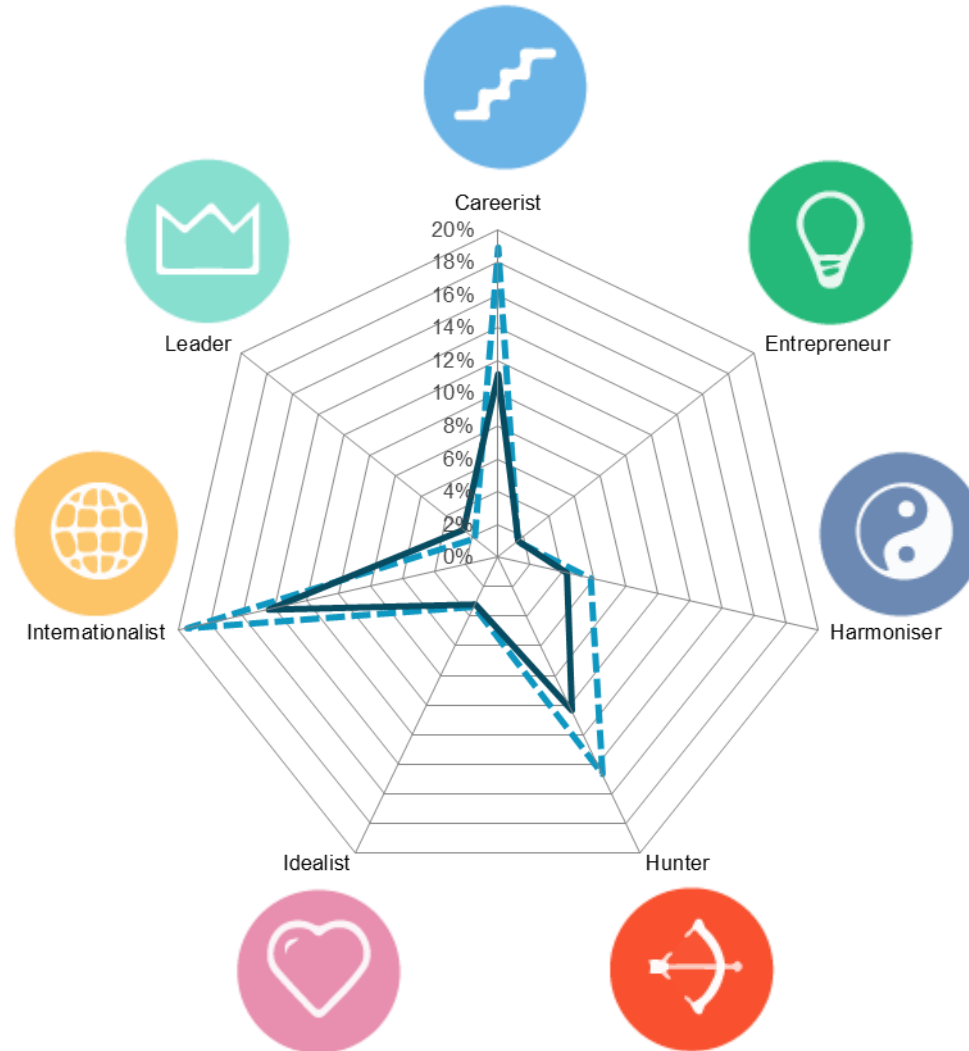 Careerist
20%
18%
16%
14%
12%
10%
8%
6%
4%
2%
0%
Leader
Entrepreneur
Internationalist
Harmoniser
Idealist
Hunter